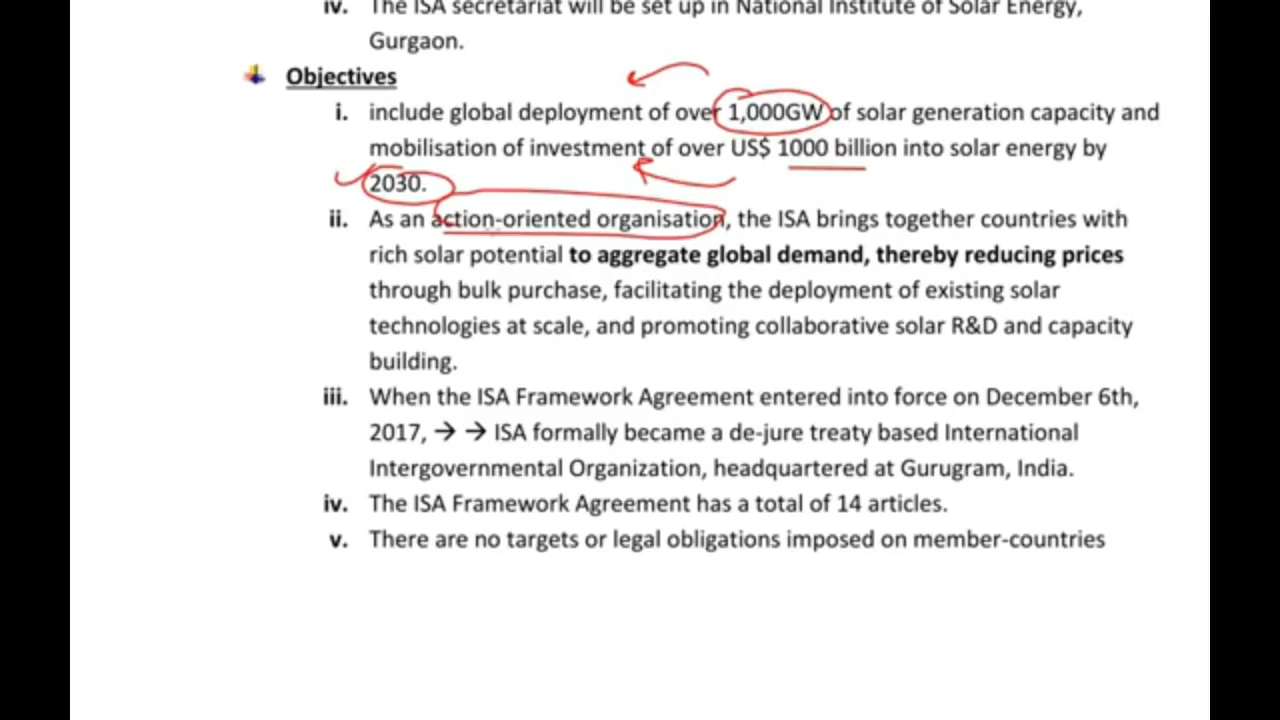 iv. The ISA secretariat will be set up in National Institute of Solar Energy,
Gurgaon.
Objectives
i. include global deployment of over 1,000GW of solar generation capacity and
mobilisation of investment of over US$ 1000 billion into solar energy by
2030.
ii. As an action-oriented organisation, the ISA brings together countries with
rich solar potential to aggregate global demand, thereby reducing prices
through bulk purchase, facilitating the deployment of existing solar
technologies at scale, and promoting collaborative solar R&D and capacity
building.
iii. When the ISA Framework Agreement entered into force on December 6th,
2017, → → ISA formally became a de-jure treaty based International
Intergovernmental Organization, headquartered at Gurugram, India.
iv. The ISA Framework Agreement has a total of 14 articles.
v. There are no targets or legal obligations imposed on member-countries